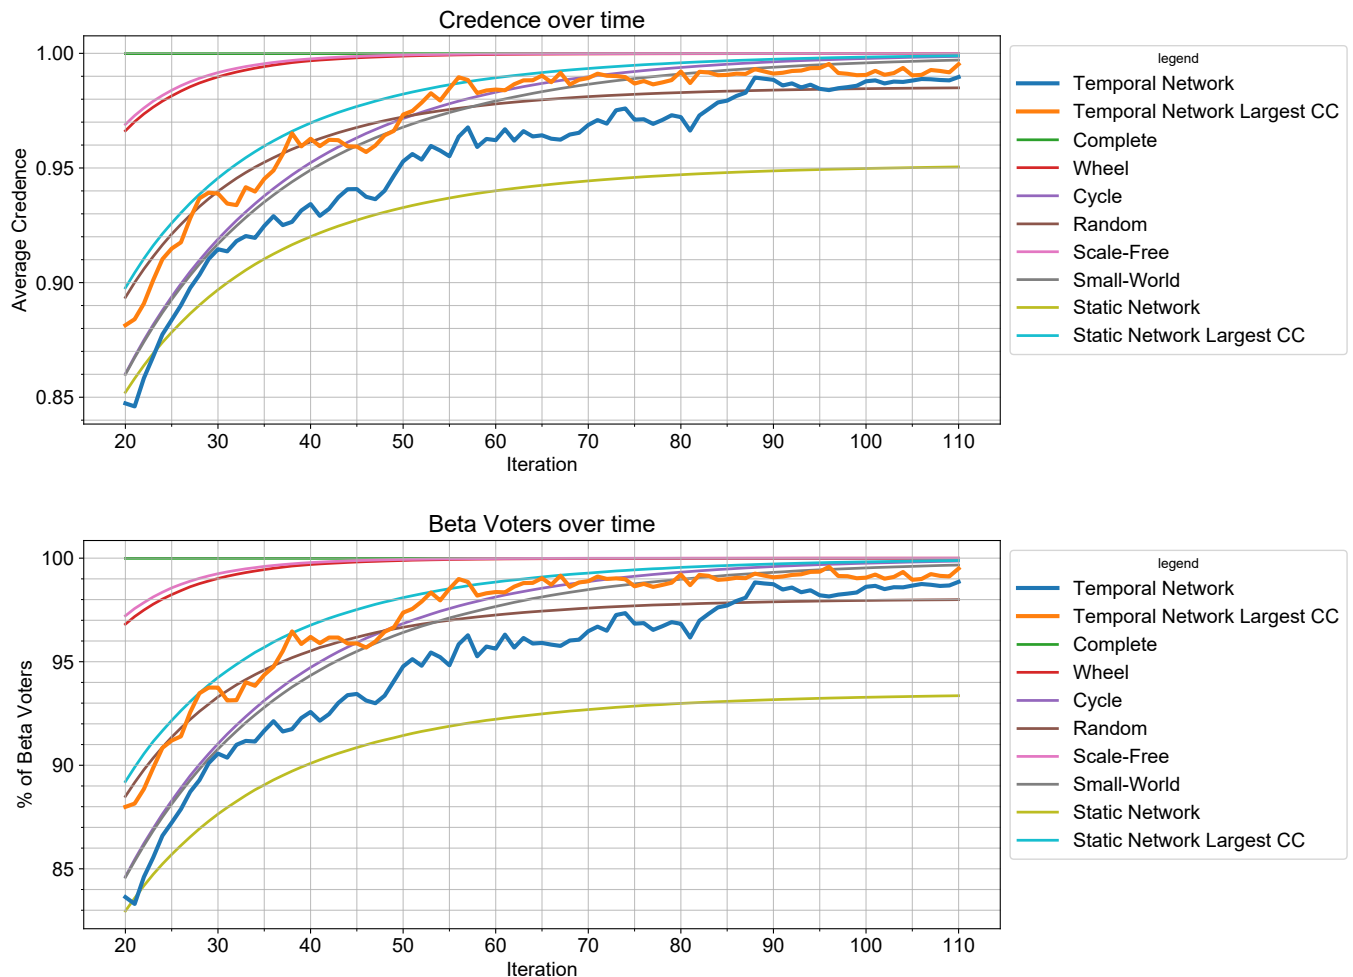 Credence over time
1.00
0.95
0.90
0.85
Average Credence
20 30 40 50 60 70 80 90 100 110
Iteration
legend
Temporal Network
Temporal Network Largest CC
Complete
Wheel
Cycle
Random
Scale-Free
Small-World
Static Network
Static Network Largest CC
Beta Voters over time
100
95
90
85
% of Beta Voters
20 30 40 50 60 70 80 90 100 110
Iteration
legend
Temporal Network
Temporal Network Largest CC
Complete
Wheel
Cycle
Random
Scale-Free
Small-World
Static Network
Static Network Largest CC